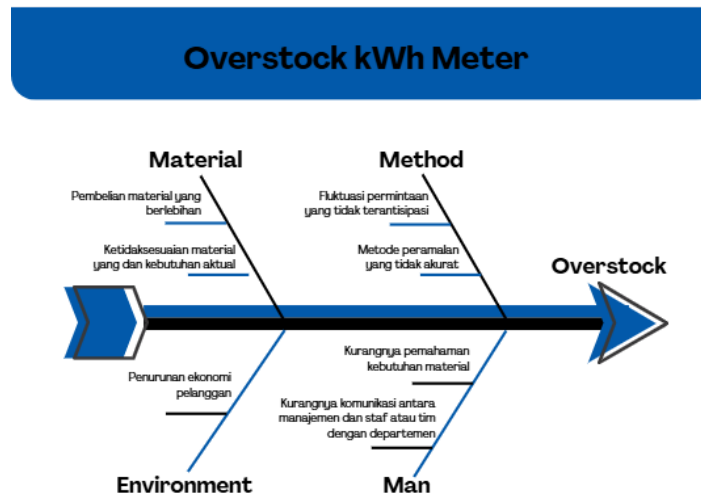 Overstock kWh Meter
Material
Method
Pembelian material yang
berlebihan
Fluktuasi permintaan
yang tidak terantisipasi
Ketidaksesuaian material
yang dan kebutuhan aktual
Metode peramalan
yang tidak akurat
Overstock
Kurangnya pemahaman
kebutuhan material
Penurunan ekonomi
pelanggan
Kurangnya komunikasi antara
manajemen dan staf atau tim
dengan departemen
Environment
Man